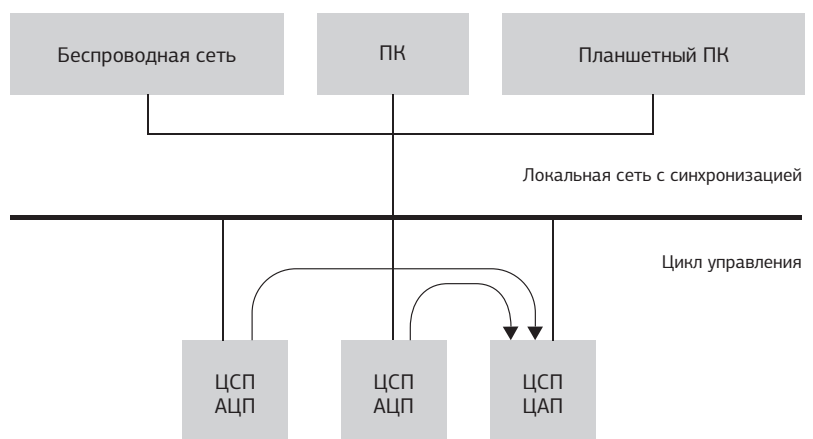 Беспроводная сеть
ПК
Планшетный ПК
Локальная сеть с синхронизацией
Цикл управления
ЦСП
АЦП
ЦСП
АЦП
ЦСП
ЦАП